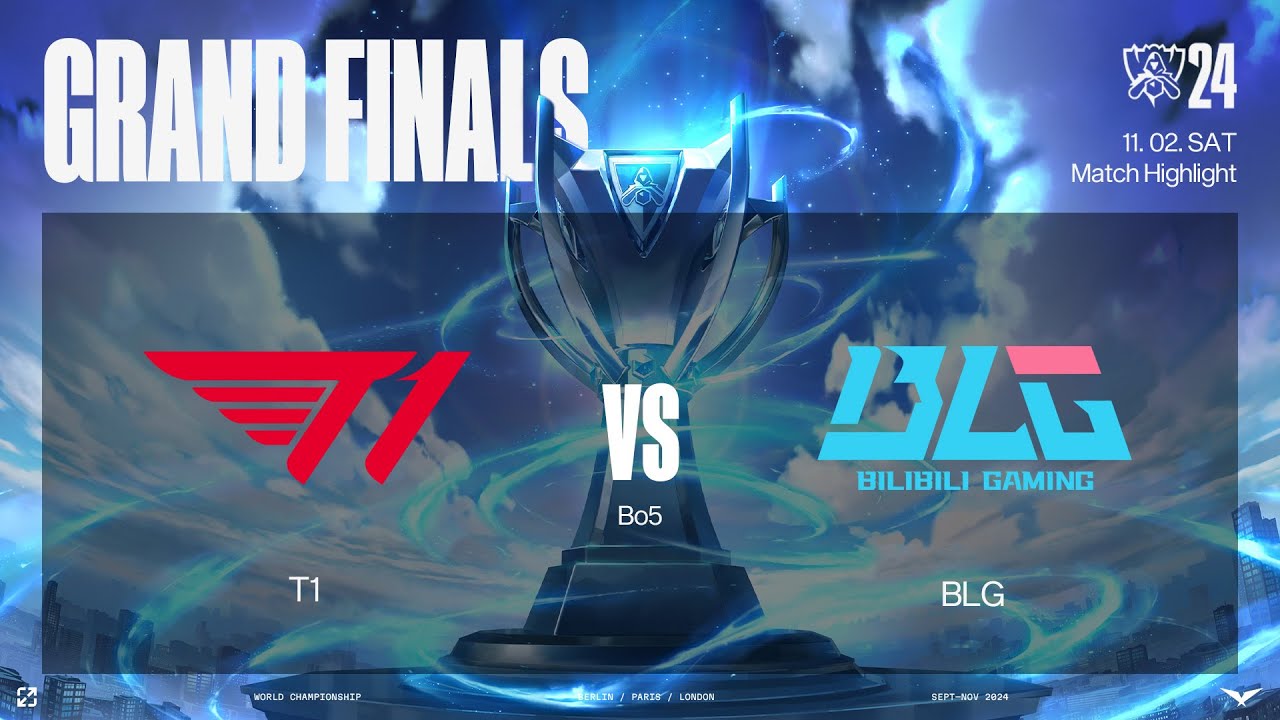 GRAND FINALS
24
11. 02. SAT
Match Highlight
T1
VS
Bo5
BLG
BILIBILI GAMING
T1
BLG
WORLD CHAMPIONSHIP
BERLIN / PARIS / LONDON
SEPT-NOV 2024